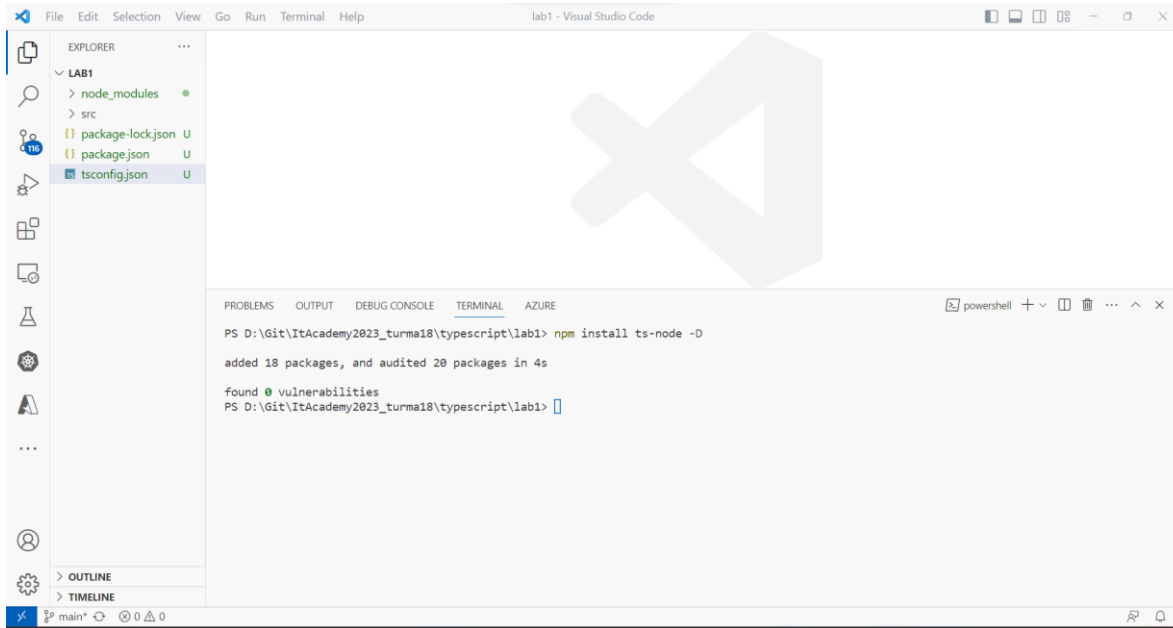 File Edit Selection View Go Run Terminal Help
lab1 - Visual Studio Code
EXPLORER
LAB1
node_modules
src
package-lock.json U
package.json U
tsconfig.json U
116
PROBLEMS OUTPUT DEBUG CONSOLE TERMINAL AZURE
powershell
PS D:\Git\ItAcademy2023_turma18\typescript\lab1> npm install ts-node -D
added 18 packages, and audited 20 packages in 4s
found 0 vulnerabilities
PS D:\Git\ItAcademy2023_turma18\typescript\lab1>
OUTLINE
TIMELINE
main* 0 0